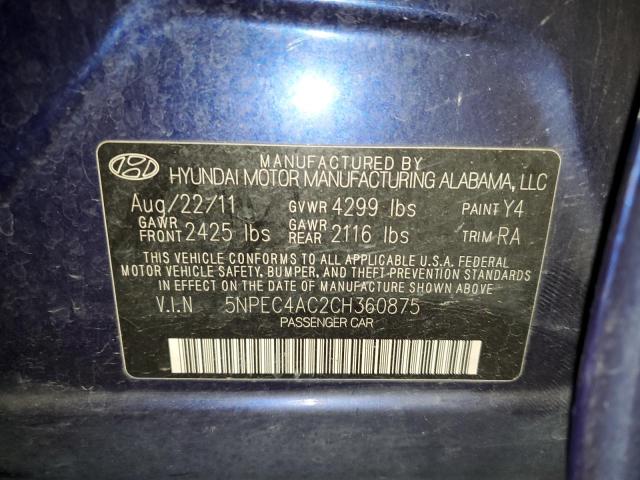 MANUFACTURED BY
HYUNDAI MOTOR MANUFACTURING ALABAMA, LLC
Aug/22/11 GVWR 4299 lbs PAINT Y4
GAWR FRONT 2425 lbs GAWR REAR 2116 lbs TRIM RA
THIS VEHICLE CONFORMS TO ALL APPLICABLE U.S.A. FEDERAL
MOTOR VEHICLE SAFETY, BUMPER, AND THEFT-PREVENTION STANDARDS
IN EFFECT ON THE DATE OF MANUFACTURE SHOWN ABOVE.
V.I.N 5NPEC4AC2CH360875
PASSENGER CAR